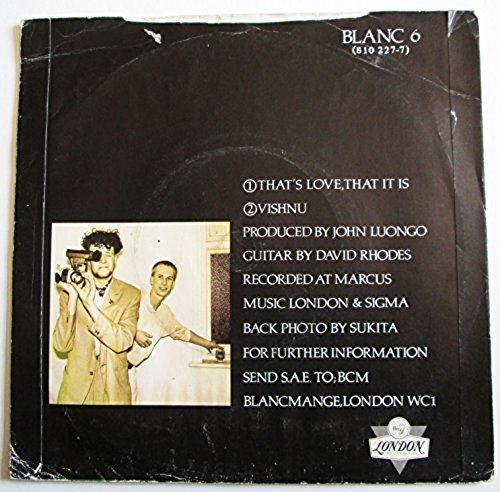 BLANC 6
(810 227-7)
①THAT'S LOVE,THAT IT IS
②VISHNU
PRODUCED BY JOHN LUONGO
GUITAR BY DAVID RHODES
RECORDED AT MARCUS
MUSIC LONDON & SIGMA
BACK PHOTO BY SUKITA
FOR FURTHER INFORMATION
SEND S.A.E. TO;BCM
BLANCMANGE,LONDON WC1
LONDON